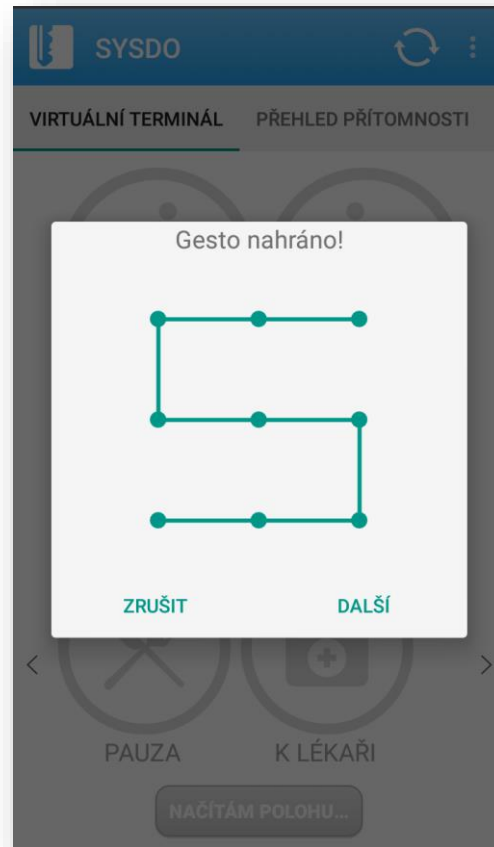 SYSDO
VIRTUÁLNÍ TERMINÁL PŘEHLED PŘÍTOMNOSTI
Gesto nahráno!
ZRUŠIT DALŠÍ
PAUZA K LÉKAŘI
NAČÍTÁM POLOHU...